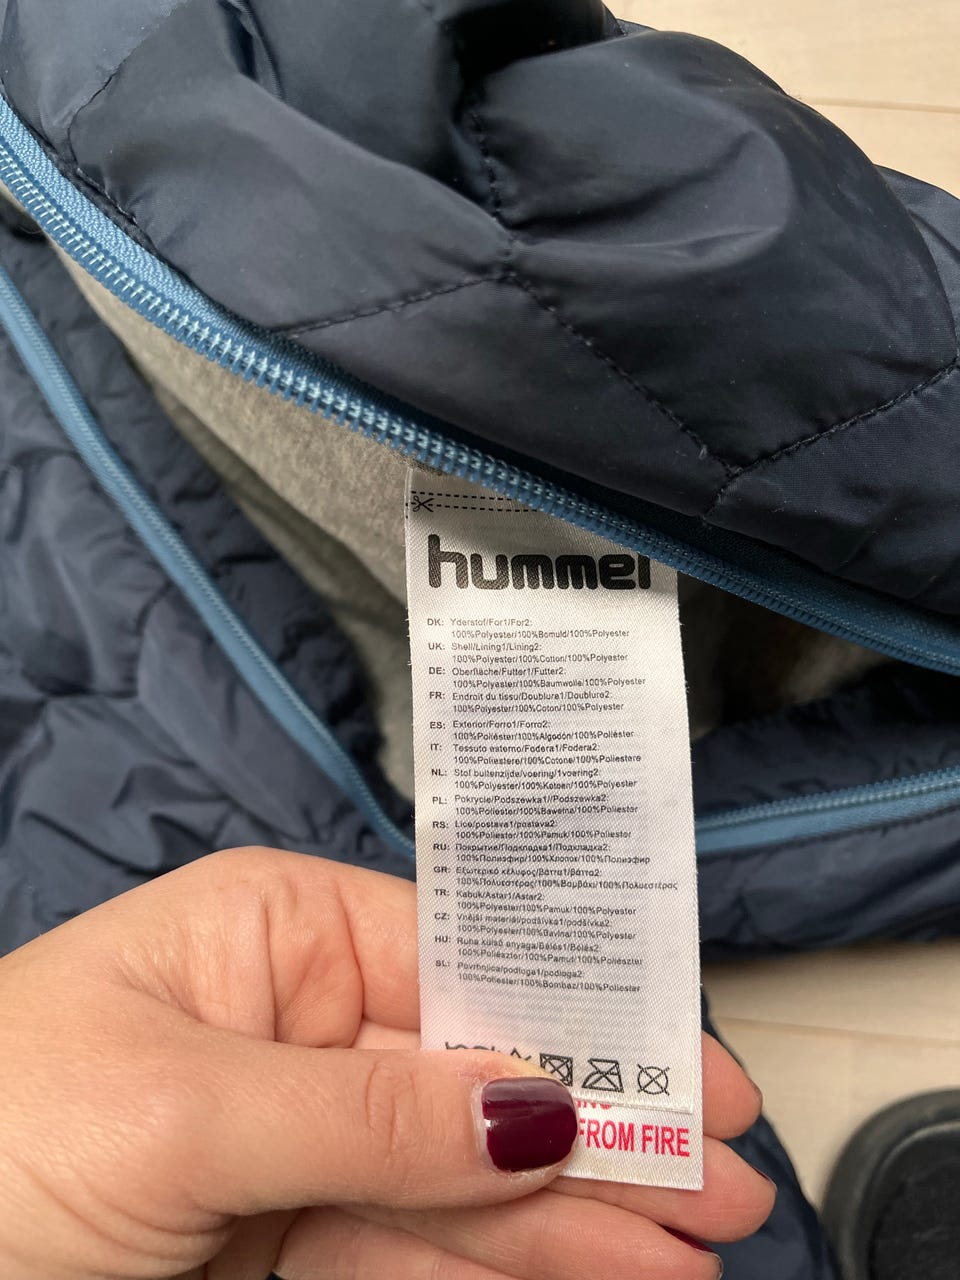 hummel
DK: Yderstof/For1/For2:
100%Polyester/100%Bomuld/100%Polyester
UK: Shell/Lining1/Lining2:
100%Polyester/100%Cotton/100%Polyester
DE: Oberfläche/Futter1/Futter2:
100%Polyester/100%Baumwolle/100%Polyester
FR: Endroit du tissu/Doublure1/Doublure2:
100%Polyester/100%Coton/100%Polyester
ES: Exterior/Forro1/Forro2:
100%Poliéster/100%Algodón/100%Poliéster
IT: Tessuto esterno/Fodera1/Fodera2:
100%Poliestere/100%Cotone/100%Poliestere
NL: Stof buitenzijde/voering/1voering2:
100%Polyester/100%Katoen/100%Polyester
PL: Pokrycie/Podszewka1//Podszewka2:
100%Poliester/100%Bawełna/100%Poliester
RS: Lice/postava1/postava2:
100%Poliester/100%Pamuk/100%Poliester
RU: Покрытие/Подкладка1/Подкладка2:
100%Полиэфир/100%Хлопок/100%Полиэфир
GR: Εξωτερικό κέλυφος/βάττα1/βάττα2:
100%Πολυεστέρας/100%Βαμβάκι/100%Πολυεστέρας
TR: Kabuk/Astar1/Astar2:
100%Polyester/100%Pamuk/100%Polyester
CZ: Vnější materiál/podšívka1/podšívka2:
100%Polyester/100%Bavlna/100%Polyester
HU: Ruha külső anyaga/Bélés1/Bélés2:
100%Poliészter/100%Pamut/100%Poliészter
SL: Površnjica/podloga1/podloga2:
100%Poliester/100%Bombaž/100%Poliester
FROM FIRE